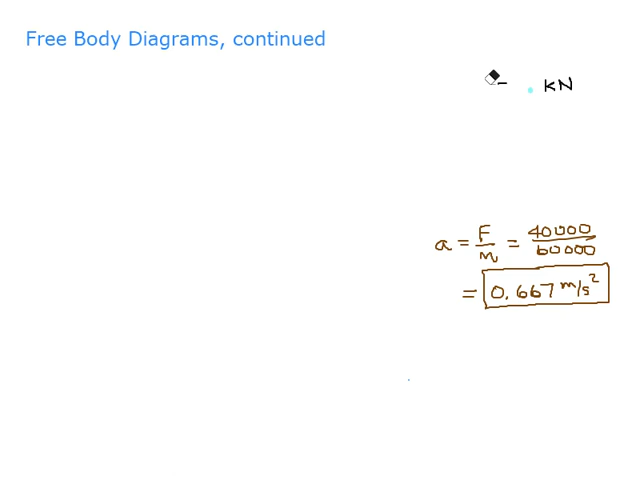 Free Body Diagrams, continued
. KN
a = F/m = 40000/60000
= 0.667 m/s²